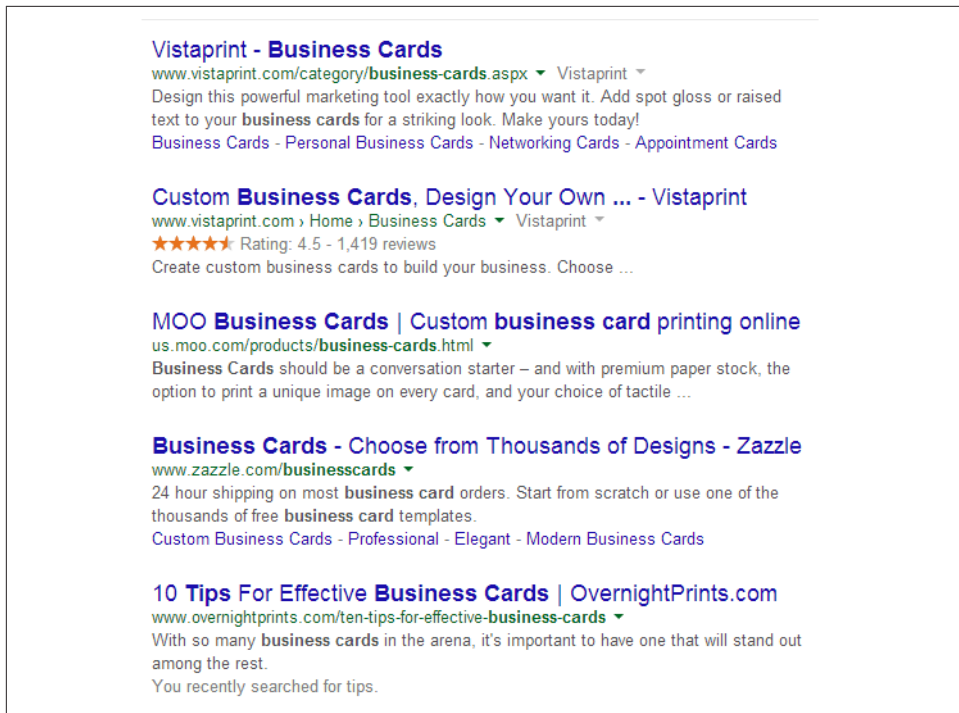 Vistaprint - Business Cards
www.vistaprint.com/category/business-cards.aspx Vistaprint
Design this powerful marketing tool exactly how you want it. Add spot gloss or raised
text to your business cards for a striking look. Make yours today!
Business Cards - Personal Business Cards - Networking Cards - Appointment Cards
Custom Business Cards, Design Your Own ... - Vistaprint
www.vistaprint.com › Home › Business Cards Vistaprint
Rating: 4.5 - 1,419 reviews
Create custom business cards to build your business. Choose ...
MOO Business Cards | Custom business card printing online
us.moo.com/products/business-cards.html
Business Cards should be a conversation starter – and with premium paper stock, the
option to print a unique image on every card, and your choice of tactile ...
Business Cards - Choose from Thousands of Designs - Zazzle
www.zazzle.com/businesscards
24 hour shipping on most business card orders. Start from scratch or use one of the
thousands of free business card templates.
Custom Business Cards - Professional - Elegant - Modern Business Cards
10 Tips For Effective Business Cards | OvernightPrints.com
www.overnightprints.com/ten-tips-for-effective-business-cards
With so many business cards in the arena, it's important to have one that will stand out
among the rest.
You recently searched for tips.